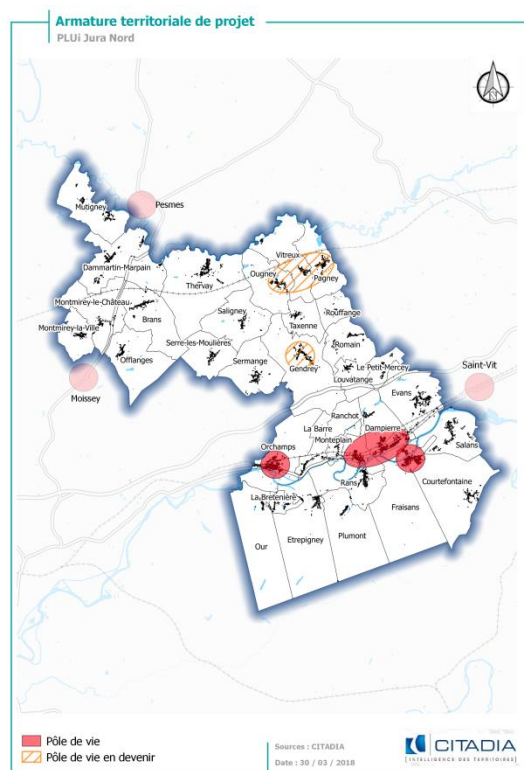 Armature territoriale de projet
PLUi Jura Nord
Pesmes
Mutigney
Dammartin-Marpain
Vitreux
Ougney
Pagney
Thervay
Montmirey-le-Château
Brans
Saligney
Rouffange
Taxenne
Montmirey-la-Ville
Romain
Serre-les-Moulières
Offlanges
Gendrey
Le Petit-Mercey
Saint-Vit
Sermange
Louvatange
Moissey
Evans
Ranchot
La Barre
Dampierre
Monteplain
Salans
Orchamps
Rans
Courtefontaine
La Bretenière
Fraisans
Our
Etrepigney
Plumont
Pôle de vie
Pôle de vie en devenir
Sources : CITADIA
Date : 30 / 03 / 2018
CITADIA
[INTELLIGENCE DES TERRITOIRES]